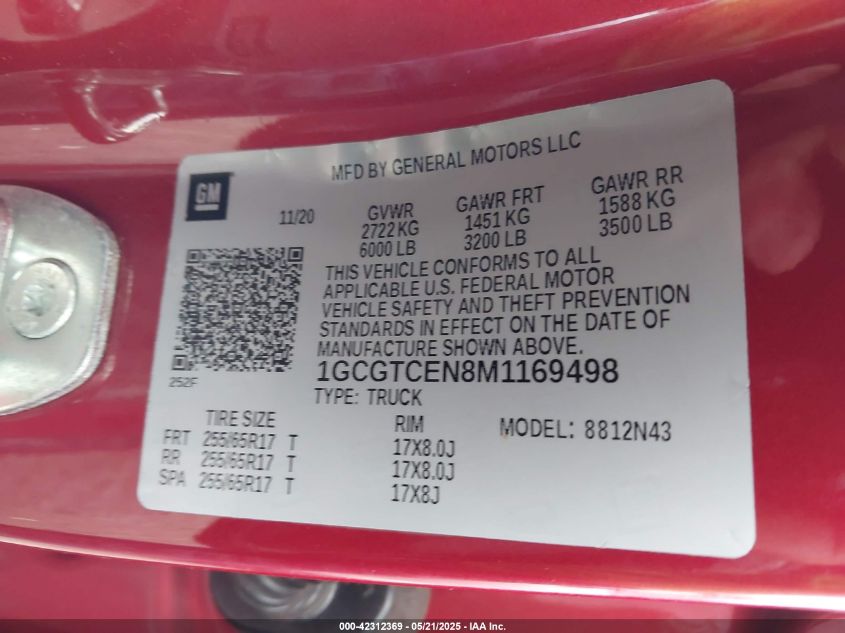 MFD BY GENERAL MOTORS LLC
GM
11/20
GVWR
2722 KG
6000 LB
GAWR FRT
1451 KG
3200 LB
GAWR RR
1588 KG
3500 LB
THIS VEHICLE CONFORMS TO ALL
APPLICABLE U.S. FEDERAL MOTOR
VEHICLE SAFETY AND THEFT PREVENTION
STANDARDS IN EFFECT ON THE DATE OF
MANUFACTURE SHOWN ABOVE.
252F
1GCGTCEN8M1169498
TYPE: TRUCK
MODEL: 8812N43
TIRE SIZE RIM
FRT 255/65R17 T 17X8.0J
RR 255/65R17 T 17X8.0J
SPA 255/65R17 T 17X8J
000-42312369 - 05/21/2025 - IAA Inc.